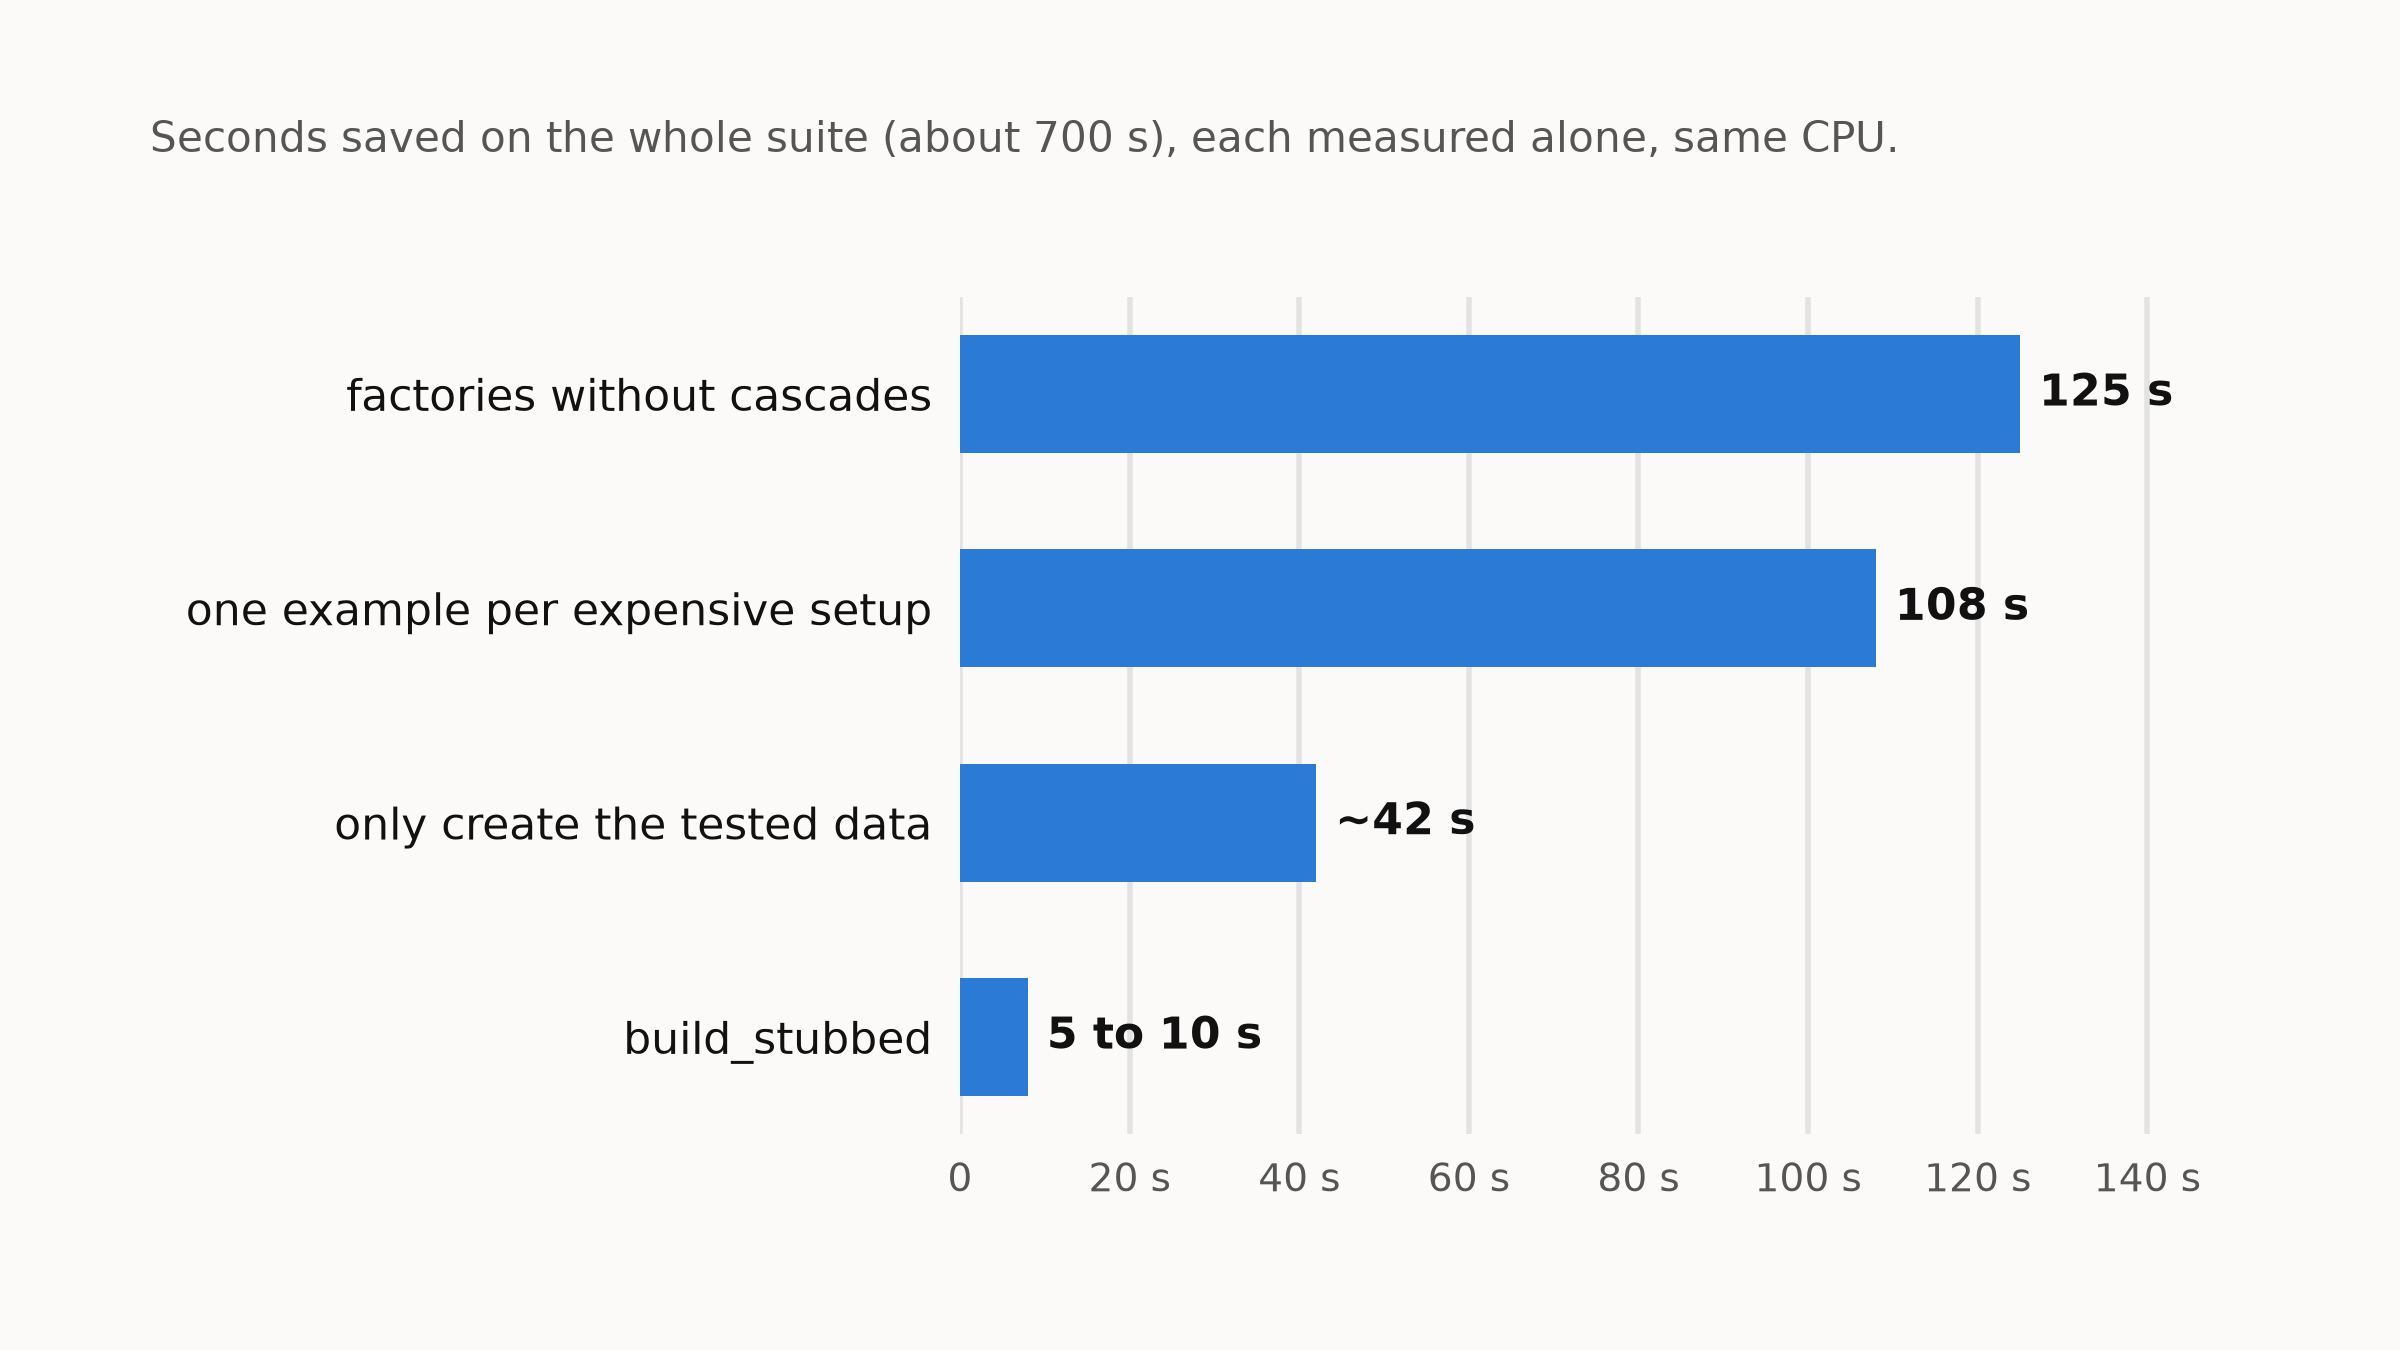 Seconds saved on the whole suite (about 700 s), each measured alone, same CPU.
factories without cascades
125 s
one example per expensive setup
108 s
only create the tested data
~42 s
build_stubbed
5 to 10 s
0 20 s 40 s 60 s 80 s 100 s 120 s 140 s